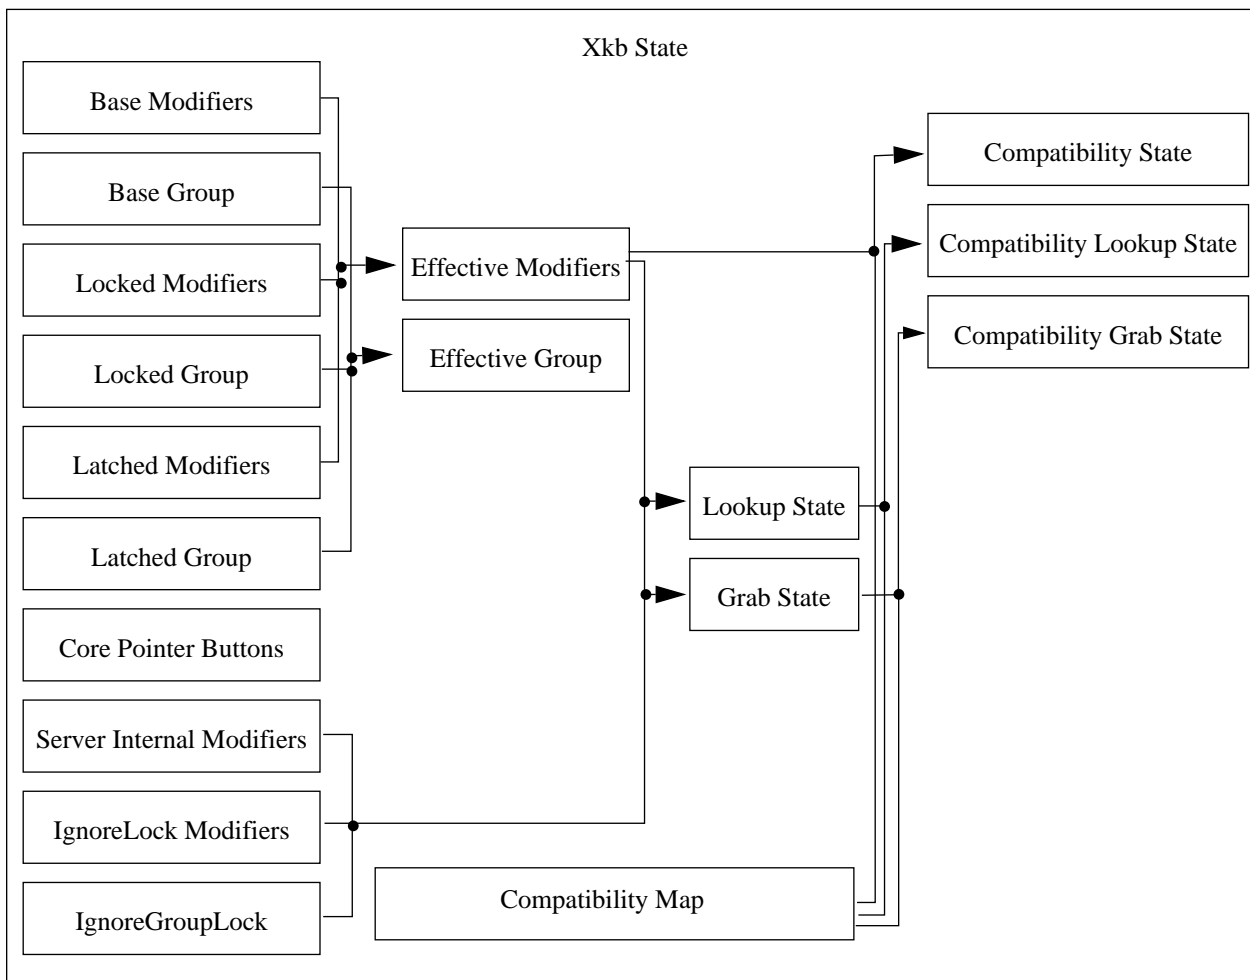 Xkb State
Base Modifiers
Base Group
Locked Modifiers
Locked Group
Latched Modifiers
Latched Group
Core Pointer Buttons
Server Internal Modifiers
IgnoreLock Modifiers
IgnoreGroupLock
Effective Modifiers
Effective Group
Lookup State
Grab State
Compatibility Map
Compatibility State
Compatibility Lookup State
Compatibility Grab State